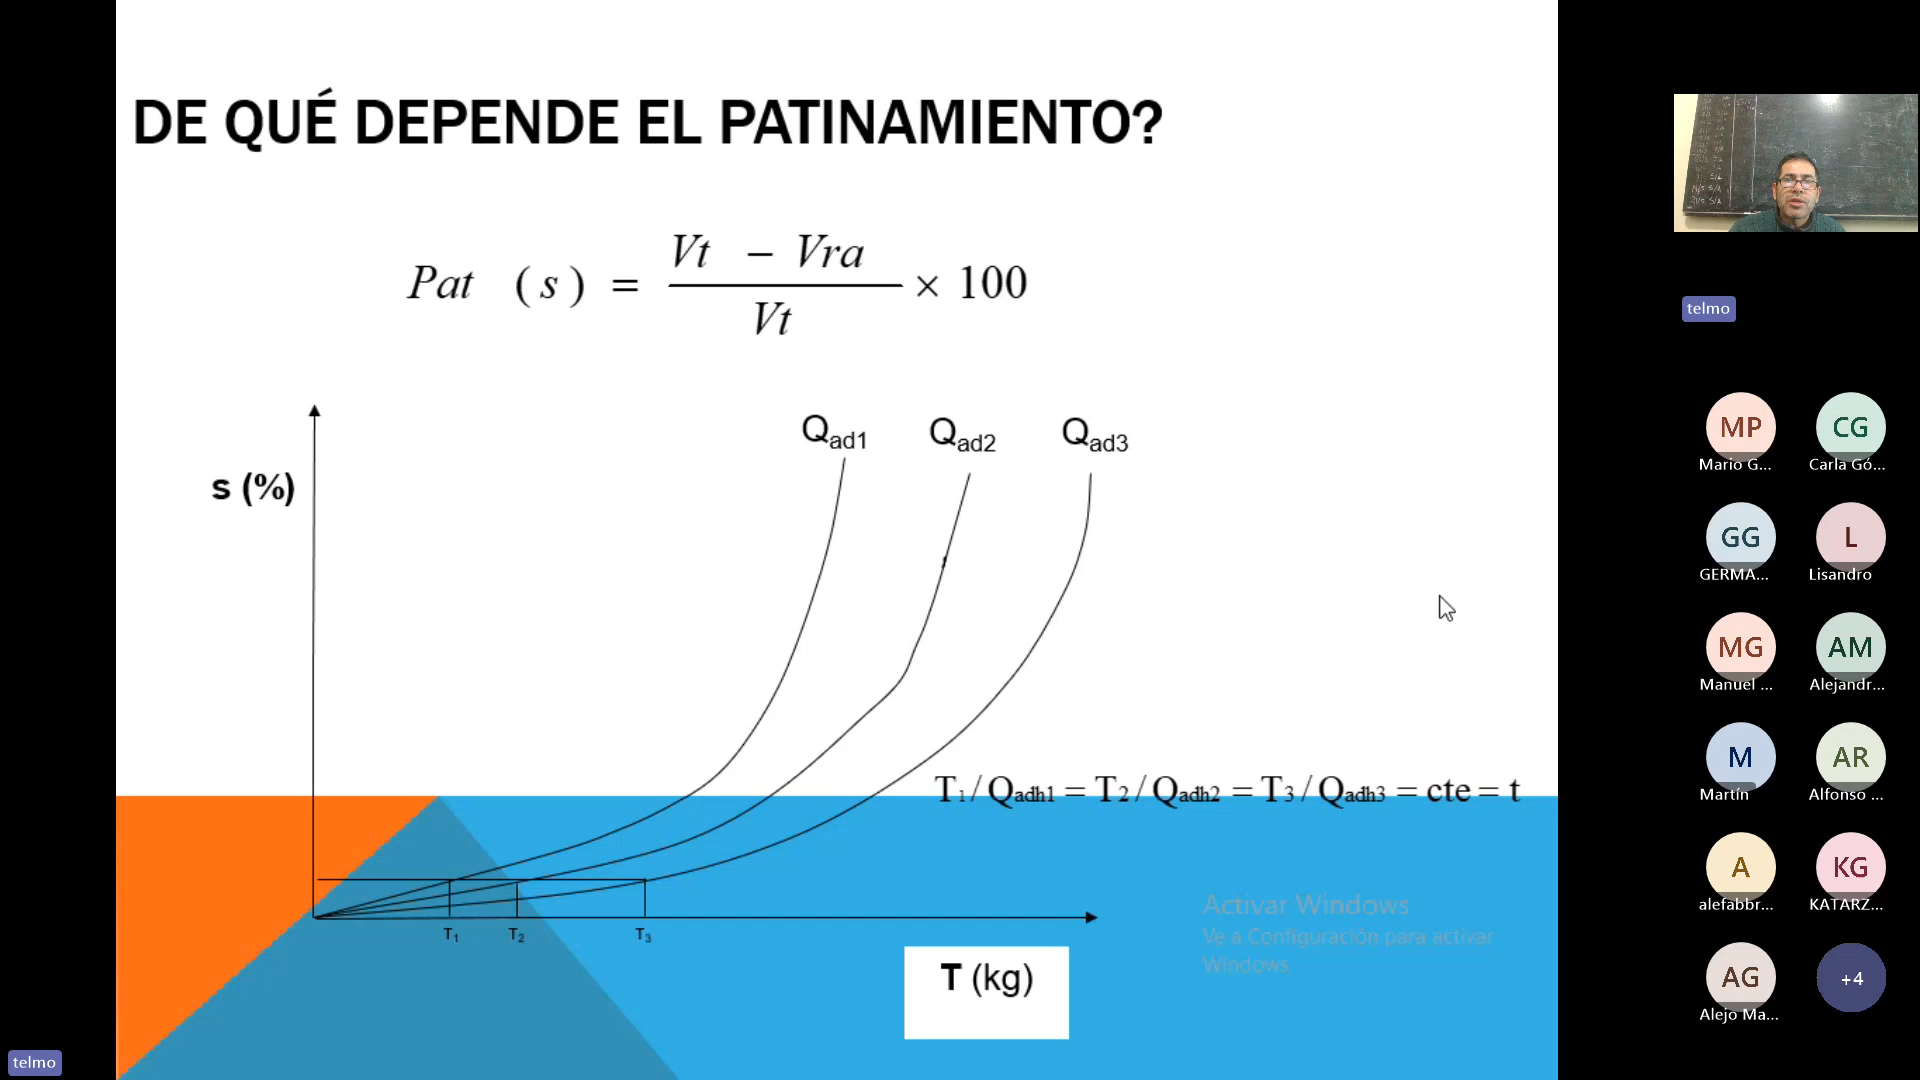 DE QUÉ DEPENDE EL PATINAMIENTO?
Pat (s) = Vt − Vra / Vt × 100
s (%)
Qad1
Qad2
Qad3
T1 / Qadh1 = T2 / Qadh2 = T3 / Qadh3 = cte = t
T1
T2
T3
T (kg)
Activar Windows
Ve a Configuración para activar
Windows.
telmo
telmo
MP
Mario G...
CG
Carla Gó...
GG
GERMA...
L
Lisandro
MG
Manuel ...
AM
Alejandr...
M
Martín
AR
Alfonso ...
A
alefabbr...
KG
KATARZ...
AG
Alejo Ma...
+4